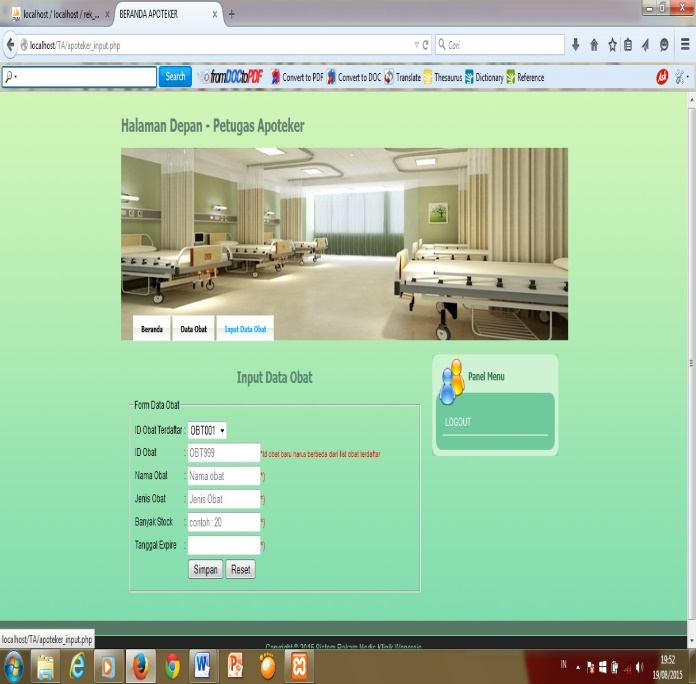 localhost / localhost / rek_... x
BERANDA APOTEKER x +
localhost/TA/apoteker_input.php
Cari
Search fromDOCtoPDF Convert to PDF Convert to DOC Translate Thesaurus Dictionary Reference
Halaman Depan - Petugas Apoteker
Beranda Data Obat Input Data Obat
Input Data Obat
Panel Menu
LOGOUT
Form Data Obat
ID Obat Terdaftar : OBT001
ID Obat : OBT999 *Id obat baru harus berbeda dari list obat terdaftar
Nama Obat : Nama obat *)
Jenis Obat : Jenis Obat *)
Banyak Stock : contoh : 20 *)
Tanggal Expire : *)
Simpan Reset
localhost/TA/apoteker_input.php
Copyright © 2015 Sistem Rekam Medis Klinik
IN
19:52
19/08/2015